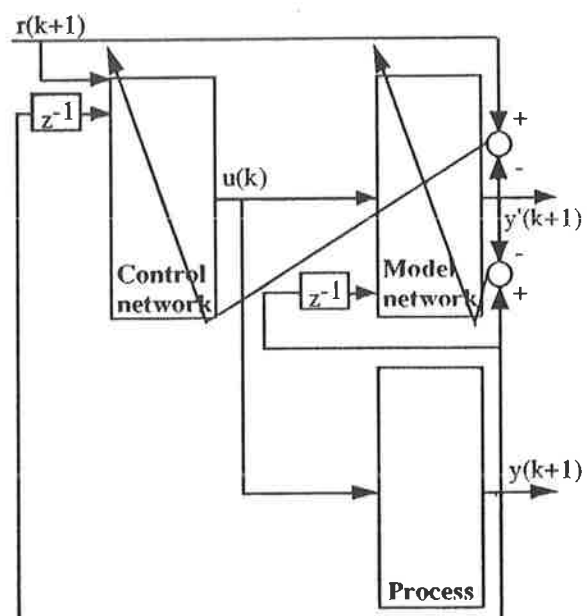 r(k+1)
z-1
+
u(k)
-
y'(k+1)
Control
network
z-1
Model
network
-
+
y(k+1)
Process